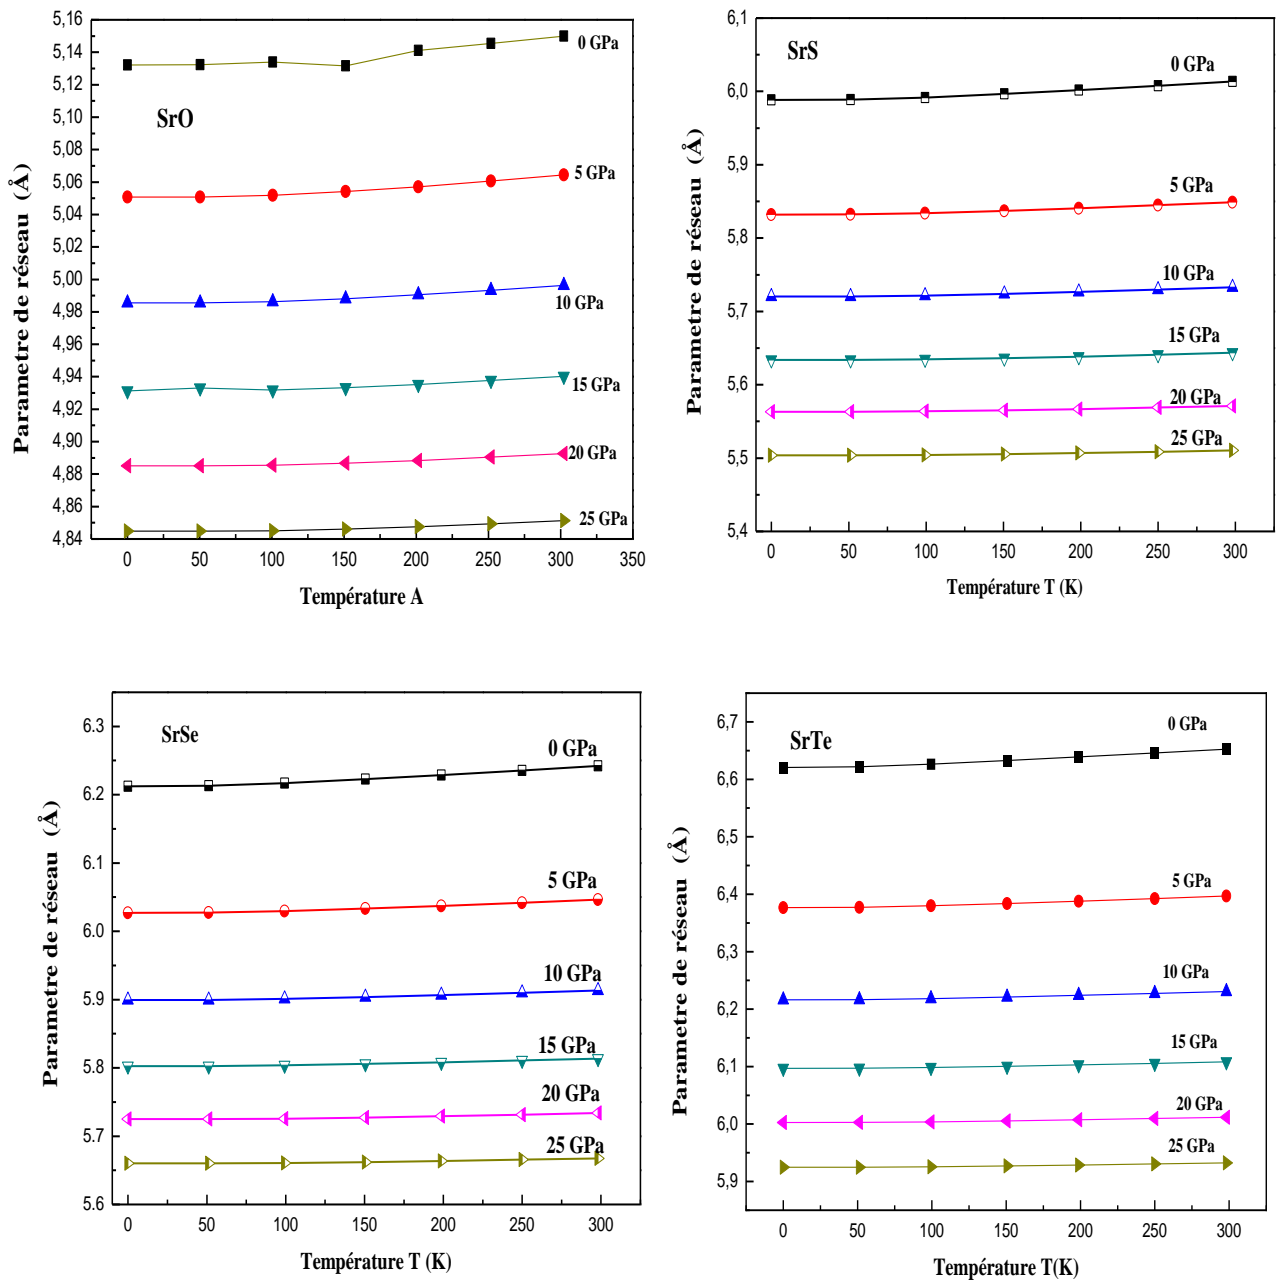 5,16
5,14
5,12
5,10
5,08
5,06
5,04
5,02
5,00
4,98
4,96
4,94
4,92
4,90
4,88
4,86
4,84
Parametre de réseau (Å)
SrO
0 GPa
5 GPa
10 GPa
15 GPa
20 GPa
25 GPa
0 50 100 150 200 250 300 350
Température A
6,1
6,0
5,9
5,8
5,7
5,6
5,5
5,4
Parametre de réseau (Å)
SrS
0 GPa
5 GPa
10 GPa
15 GPa
20 GPa
25 GPa
0 50 100 150 200 250 300
Température T (K)
6.3
6.2
6.1
6.0
5.9
5.8
5.7
5.6
Parametre de réseau (Å)
SrSe
0 GPa
5 GPa
10 GPa
15 GPa
20 GPa
25 GPa
0 50 100 150 200 250 300
Température T (K)
6,7
6,6
6,5
6,4
6,3
6,2
6,1
6,0
5,9
Parametre de réseau (Å)
SrTe
0 GPa
5 GPa
10 GPa
15 GPa
20 GPa
25 GPa
0 50 100 150 200 250 300
Température T(K)